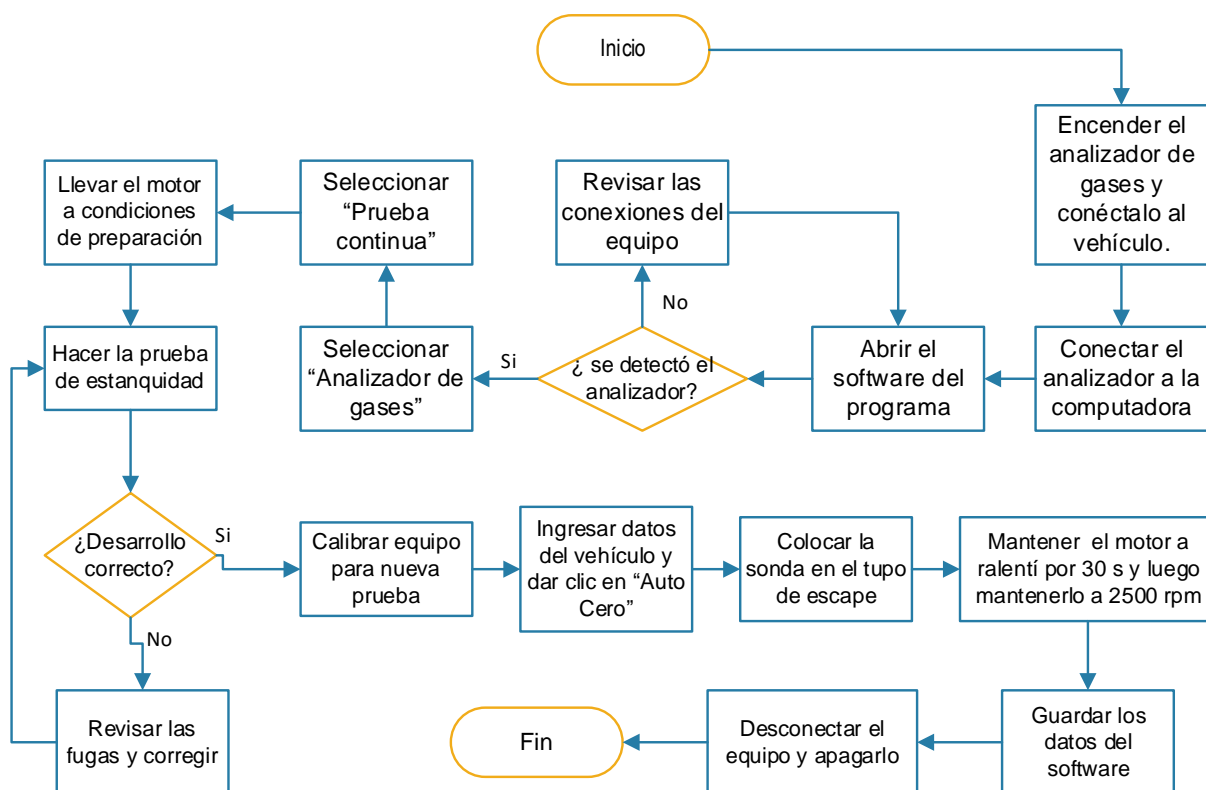 Inicio
Encender el
analizador de
gases y
conéctalo al
vehículo.
Conectar el
analizador a la
computadora
Abrir el
software del
programa
¿ se detectó el
analizador?
No
Revisar las
conexiones del
equipo
Si
Seleccionar
“Analizador de
gases”
Seleccionar
“Prueba
continua”
Llevar el motor
a condiciones
de preparación
Hacer la prueba
de estanquidad
¿Desarrollo
correcto?
No
Revisar las
fugas y corregir
Si
Calibrar equipo
para nueva
prueba
Ingresar datos
del vehículo y
dar clic en “Auto
Cero”
Colocar la
sonda en el tupo
de escape
Mantener el motor a
ralentí por 30 s y luego
mantenerlo a 2500 rpm
Guardar los
datos del
software
Desconectar el
equipo y apagarlo
Fin